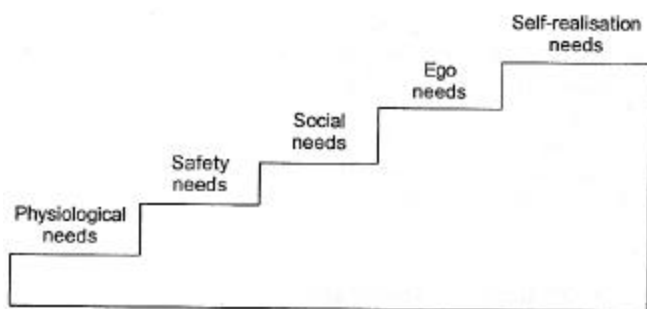 Self-realisation
needs
Ego
needs
Social
needs
Safety
needs
Physiological
needs